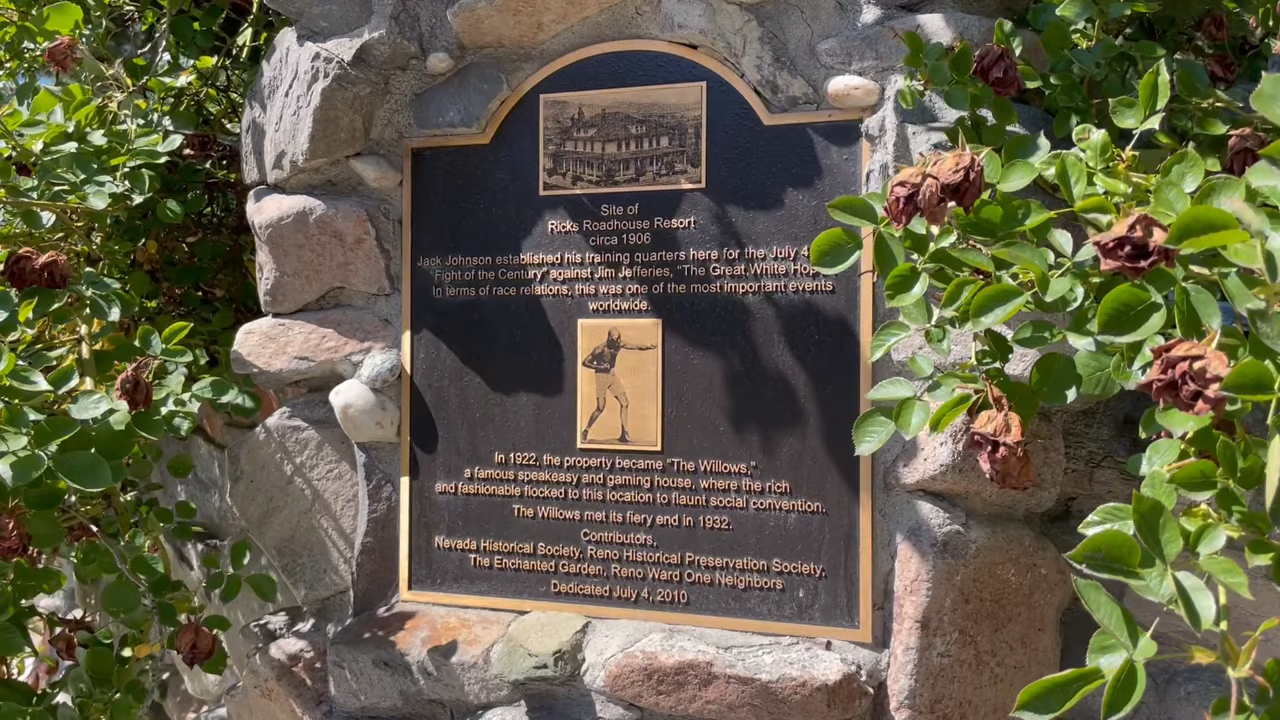 Site of
Ricks Roadhouse Resort
circa 1906
Jack Johnson established his training quarters here for the July
"Fight of the Century" against Jim Jefferies, "The Great White
In terms of race relations, this was one of the most important events
worldwide.
In 1922, the property became "The Willows,"
a famous speakeasy and gaming house, where the rich
and fashionable flocked to this location to flaunt social convention.
The Willows met its fiery end in 1932.
Contributors,
Nevada Historical Society, Reno Historical Preservation Society,
The Enchanted Garden, Reno Ward One Neighbors
Dedicated July 4, 2010